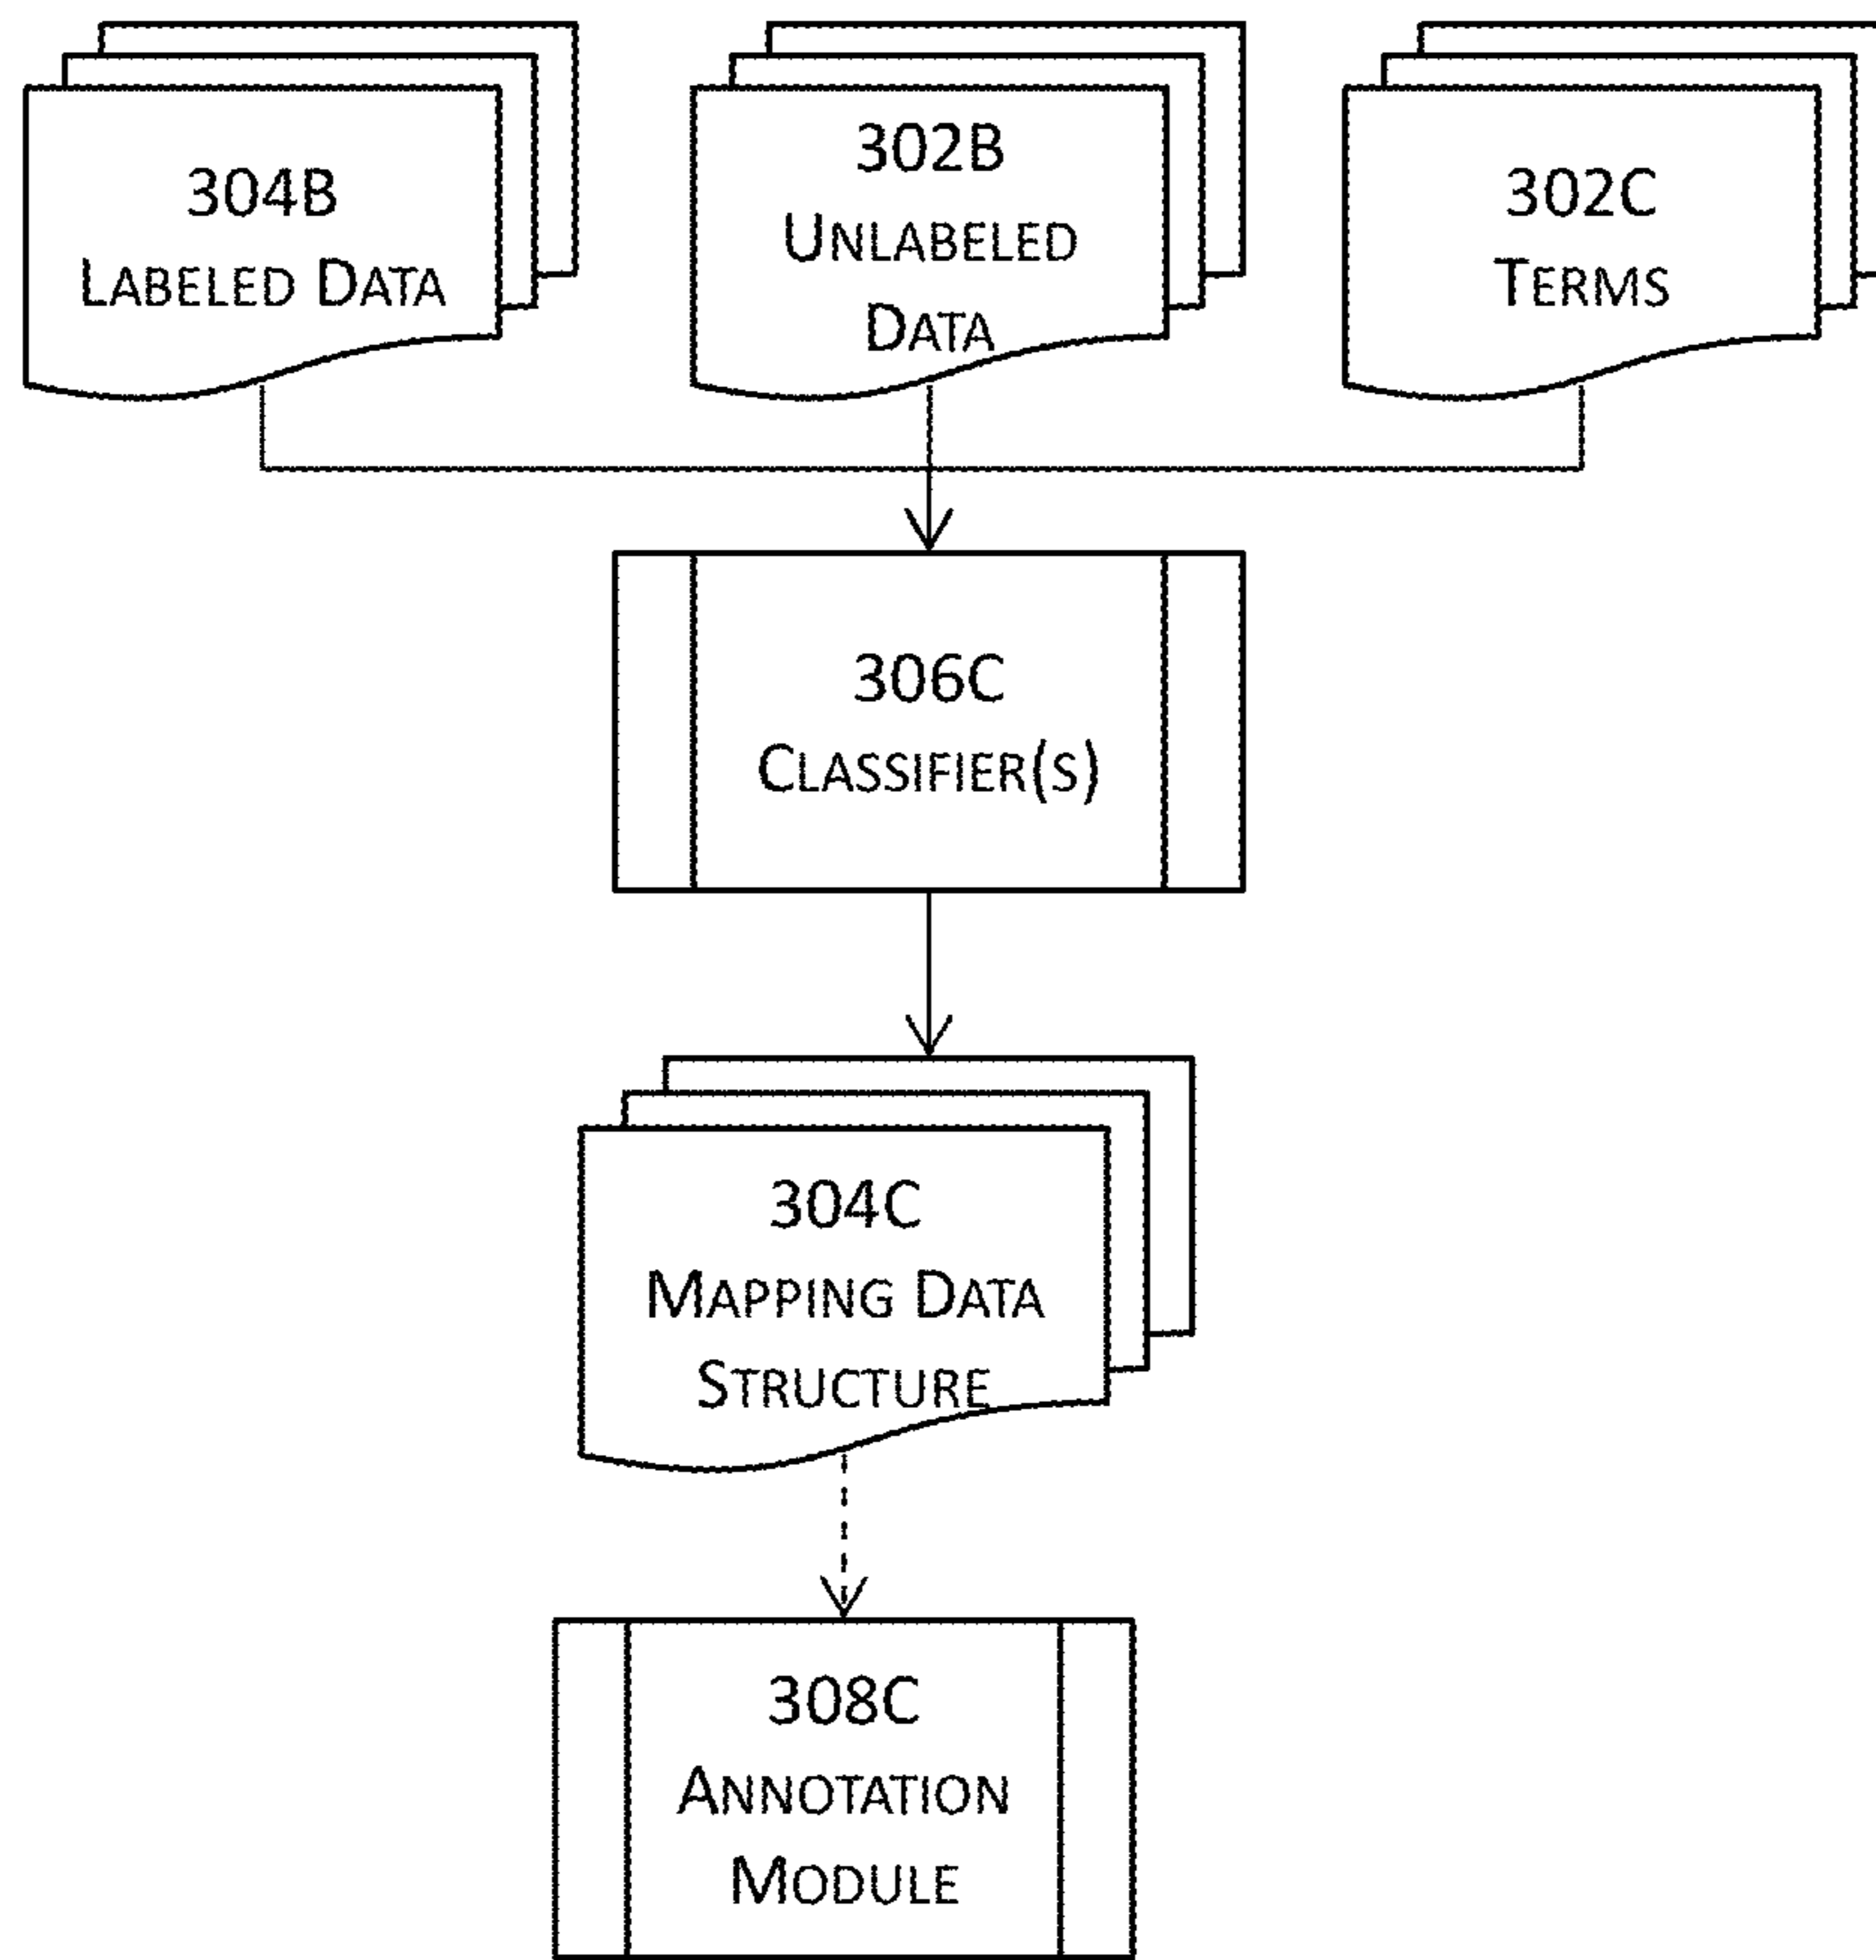 304B
LABELED DATA
302B
UNLABELED
DATA
302C
TERMS
306C
CLASSIFIER(S)
304C
MAPPING DATA
STRUCTURE
308C
ANNOTATION
MODULE